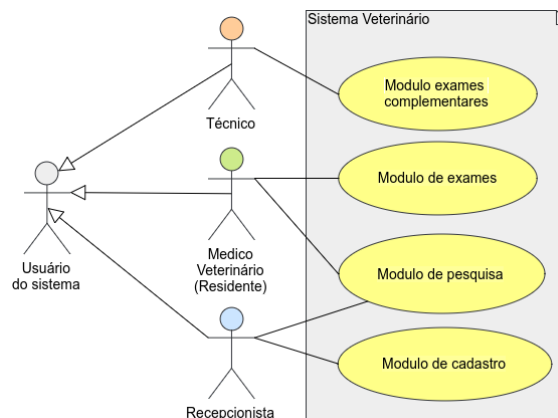 Sistema Veterinário
Modulo exames
complementares
Técnico
Modulo de exames
Usuário
do sistema
Medico
Veterinário
(Residente)
Modulo de pesquisa
Modulo de cadastro
Recepcionista